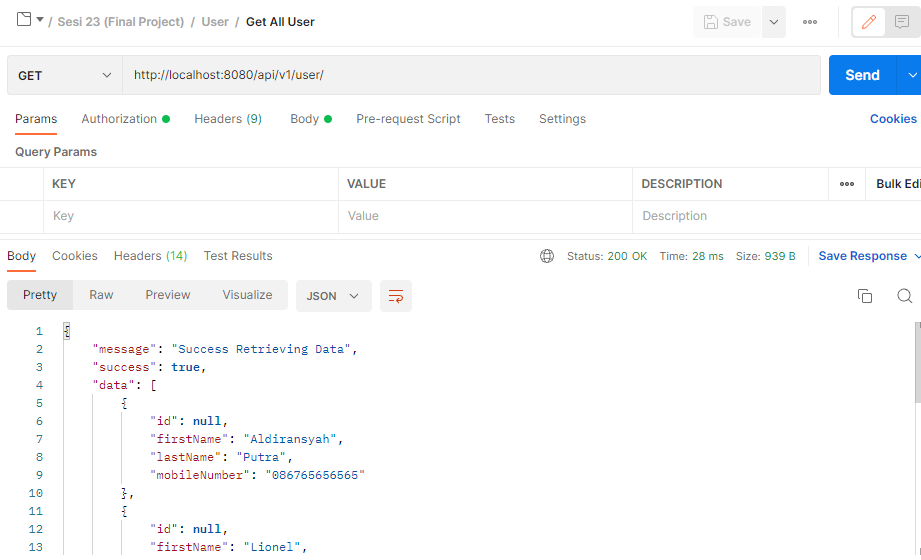 / Sesi 23 (Final Project) / User / Get All User
Save
GET
http://localhost:8080/api/v1/user/
Send
Params Authorization Headers (9) Body Pre-request Script Tests Settings Cookies
Query Params
KEY VALUE DESCRIPTION Bulk Edi
Key Value Description
Body Cookies Headers (14) Test Results Status: 200 OK Time: 28 ms Size: 939 B Save Response
Pretty Raw Preview Visualize JSON
1 {
2 "message": "Success Retrieving Data",
3 "success": true,
4 "data": [
5 {
6 "id": null,
7 "firstName": "Aldiransyah",
8 "lastName": "Putra",
9 "mobileNumber": "086765656565"
10 },
11 {
12 "id": null,
13 "firstName": "Lionel",